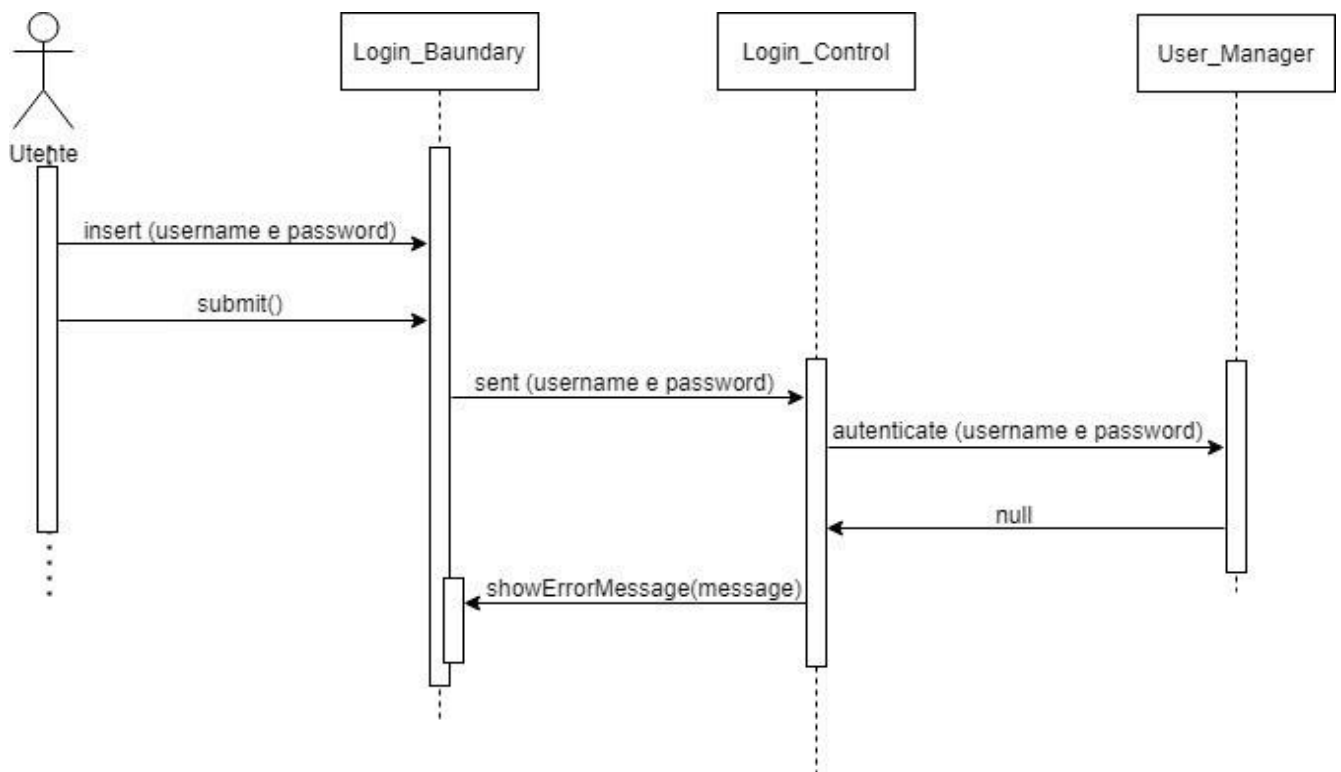 Login_Baundary
Login_Control
User_Manager
Utente
insert (username e password)
submit()
sent (username e password)
autenticate (username e password)
null
showErrorMessage(message)